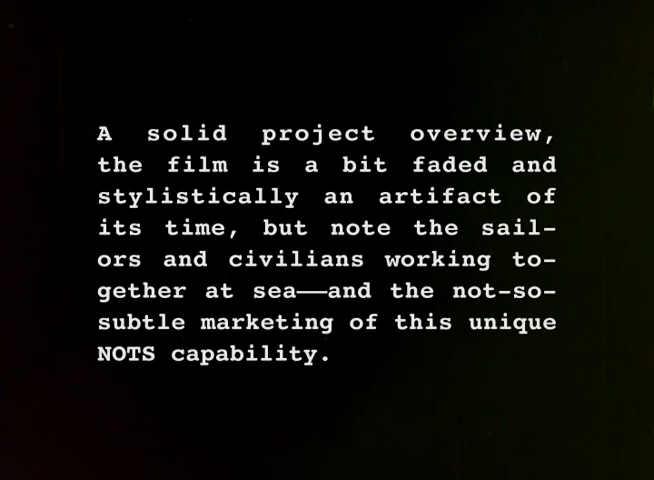 A solid project overview,
the film is a bit faded and
stylistically an artifact of
its time, but note the sail-
ors and civilians working to-
gether at sea——and the not-so-
subtle marketing of this unique
NOTS capability.